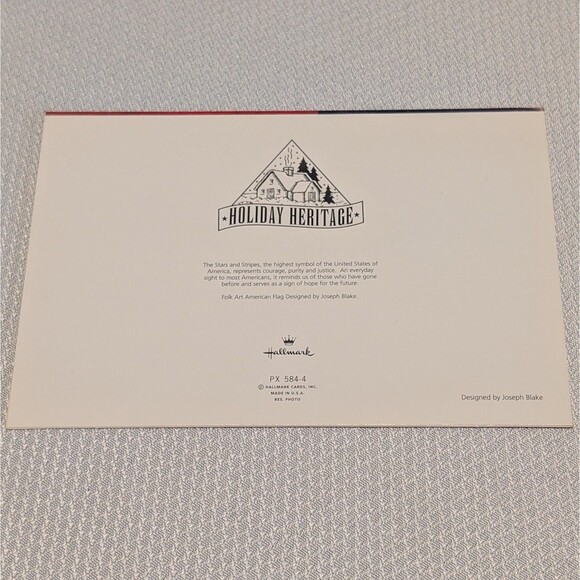 ★ HOLIDAY HERITAGE ★
The Stars and Stripes, the highest symbol of the United States of
America, represents courage, purity and justice. An everyday
sight to most Americans, it reminds us of those who have gone
before and serves as a sign of hope for the future.
Folk Art American Flag Designed by Joseph Blake.
Hallmark
PX 584-4
© HALLMARK CARDS, INC.
MADE IN U.S.A.
RES. PHOTO
Designed by Joseph Blake